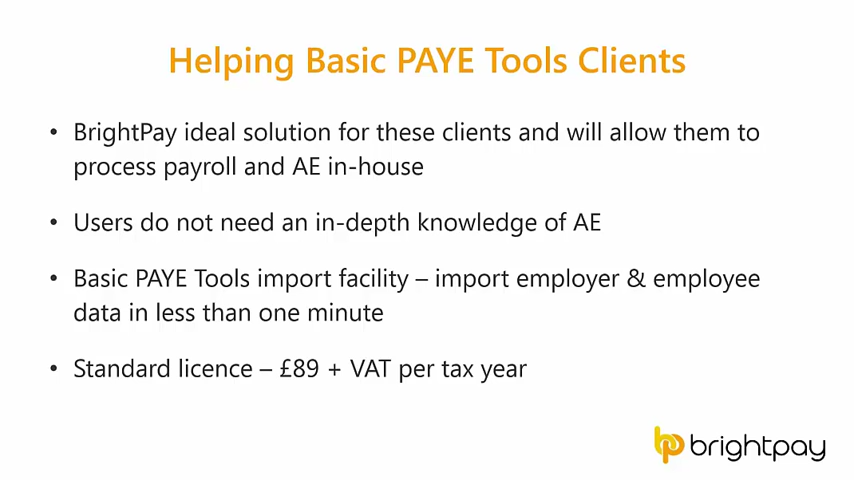 Helping Basic PAYE Tools Clients
• BrightPay ideal solution for these clients and will allow them to
process payroll and AE in-house
• Users do not need an in-depth knowledge of AE
• Basic PAYE Tools import facility – import employer & employee
data in less than one minute
• Standard licence – £89 + VAT per tax year
bp brightpay